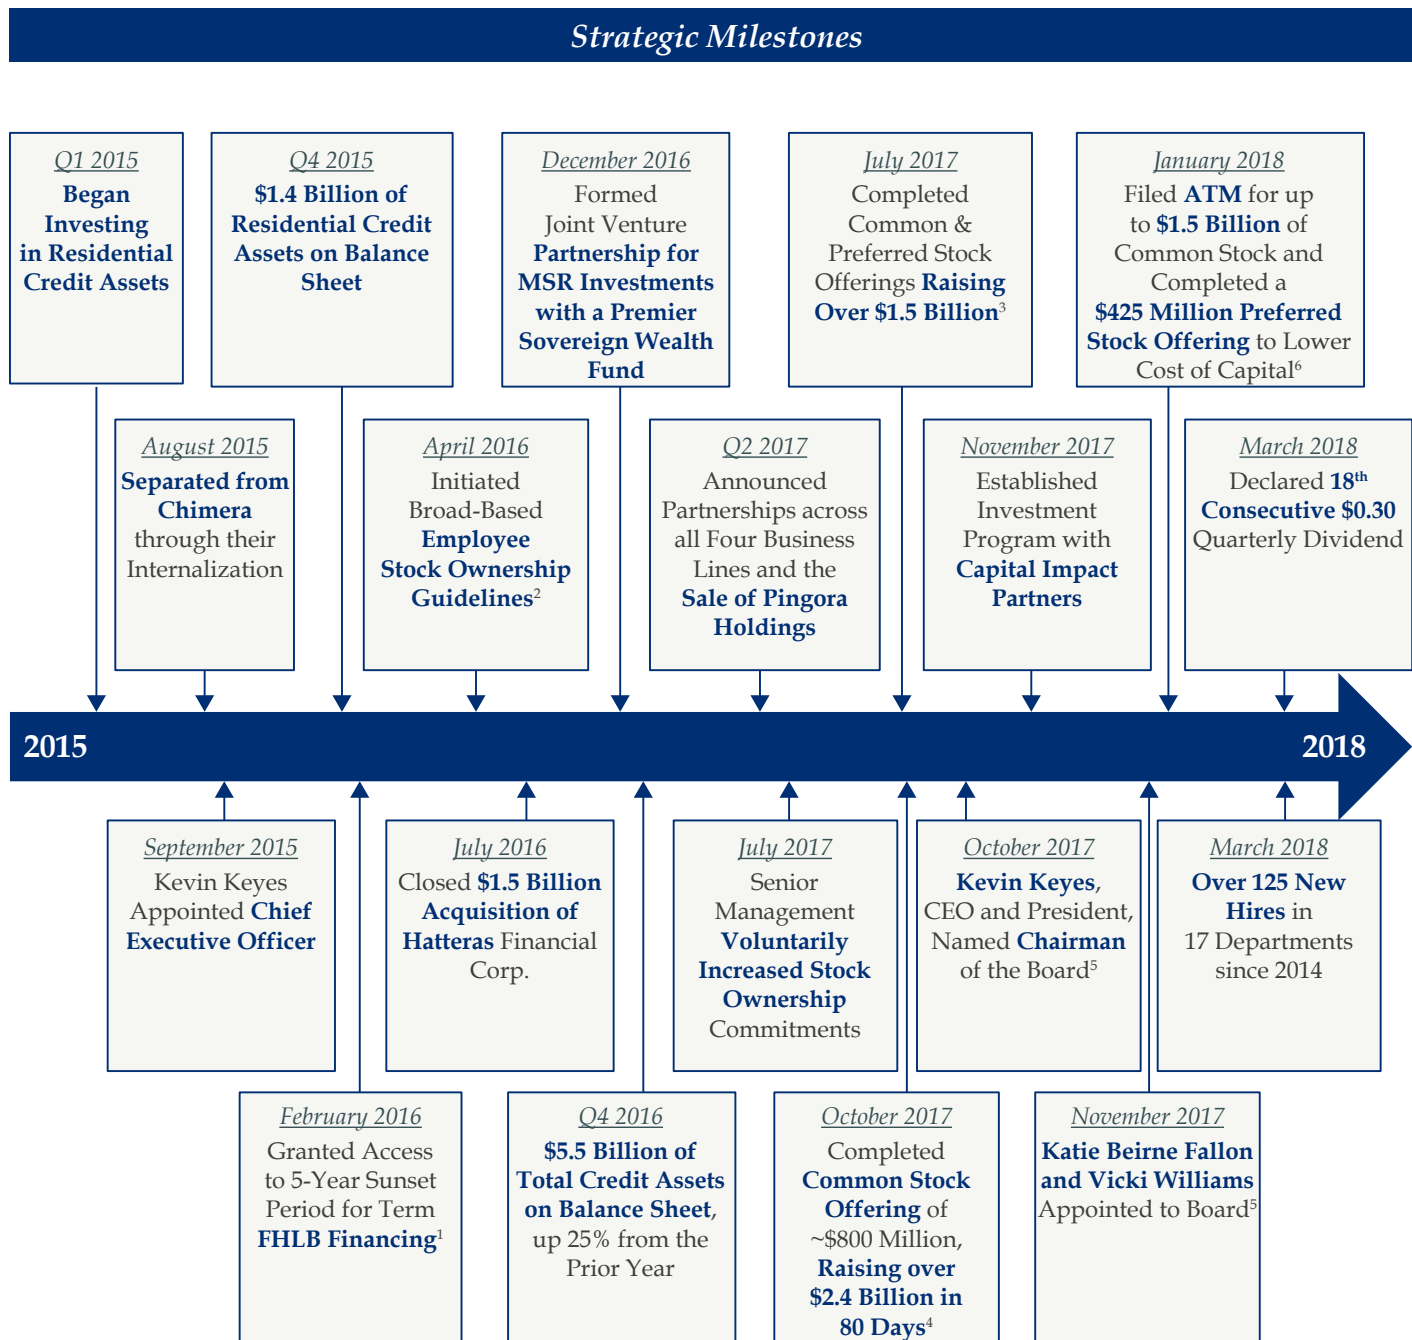 Strategic Milestones
Q1 2015
Began
Investing
in Residential
Credit Assets
Q4 2015
$1.4 Billion of
Residential Credit
Assets on Balance
Sheet
December 2016
Formed
Joint Venture
Partnership for
MSR Investments
with a Premier
Sovereign Wealth
Fund
July 2017
Completed
Common &
Preferred Stock
Offerings Raising
Over $1.5 Billion³
January 2018
Filed ATM for up
to $1.5 Billion of
Common Stock and
Completed a
$425 Million Preferred
Stock Offering to Lower
Cost of Capital⁶
August 2015
Separated from
Chimera
through their
Internalization
April 2016
Initiated
Broad-Based
Employee
Stock Ownership
Guidelines²
Q2 2017
Announced
Partnerships across
all Four Business
Lines and the
Sale of Pingora
Holdings
November 2017
Established
Investment
Program with
Capital Impact
Partners
March 2018
Declared 18th
Consecutive $0.30
Quarterly Dividend
2015
2018
September 2015
Kevin Keyes
Appointed Chief
Executive Officer
July 2016
Closed $1.5 Billion
Acquisition of
Hatteras Financial
Corp.
July 2017
Senior
Management
Voluntarily
Increased Stock
Ownership
Commitments
October 2017
Kevin Keyes,
CEO and President,
Named Chairman
of the Board⁵
March 2018
Over 125 New
Hires in
17 Departments
since 2014
February 2016
Granted Access
to 5-Year Sunset
Period for Term
FHLB Financing¹
Q4 2016
$5.5 Billion of
Total Credit Assets
on Balance Sheet,
up 25% from the
Prior Year
October 2017
Completed
Common Stock
Offering of
~$800 Million,
Raising over
$2.4 Billion in
80 Days⁴
November 2017
Katie Beirne Fallon
and Vicki Williams
Appointed to Board⁵